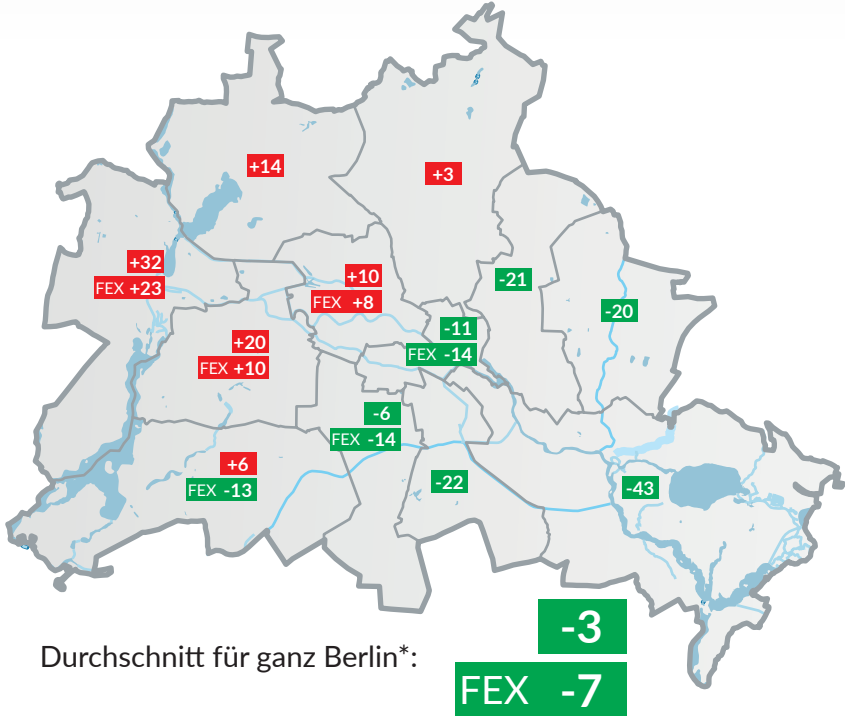 +14
+3
+32
FEX +23
+10
FEX +8
-21
-20
-11
FEX -14
+20
FEX +10
-6
FEX -14
+6
FEX -13
-22
-43
Durchschnitt für ganz Berlin*:
-3
FEX -7